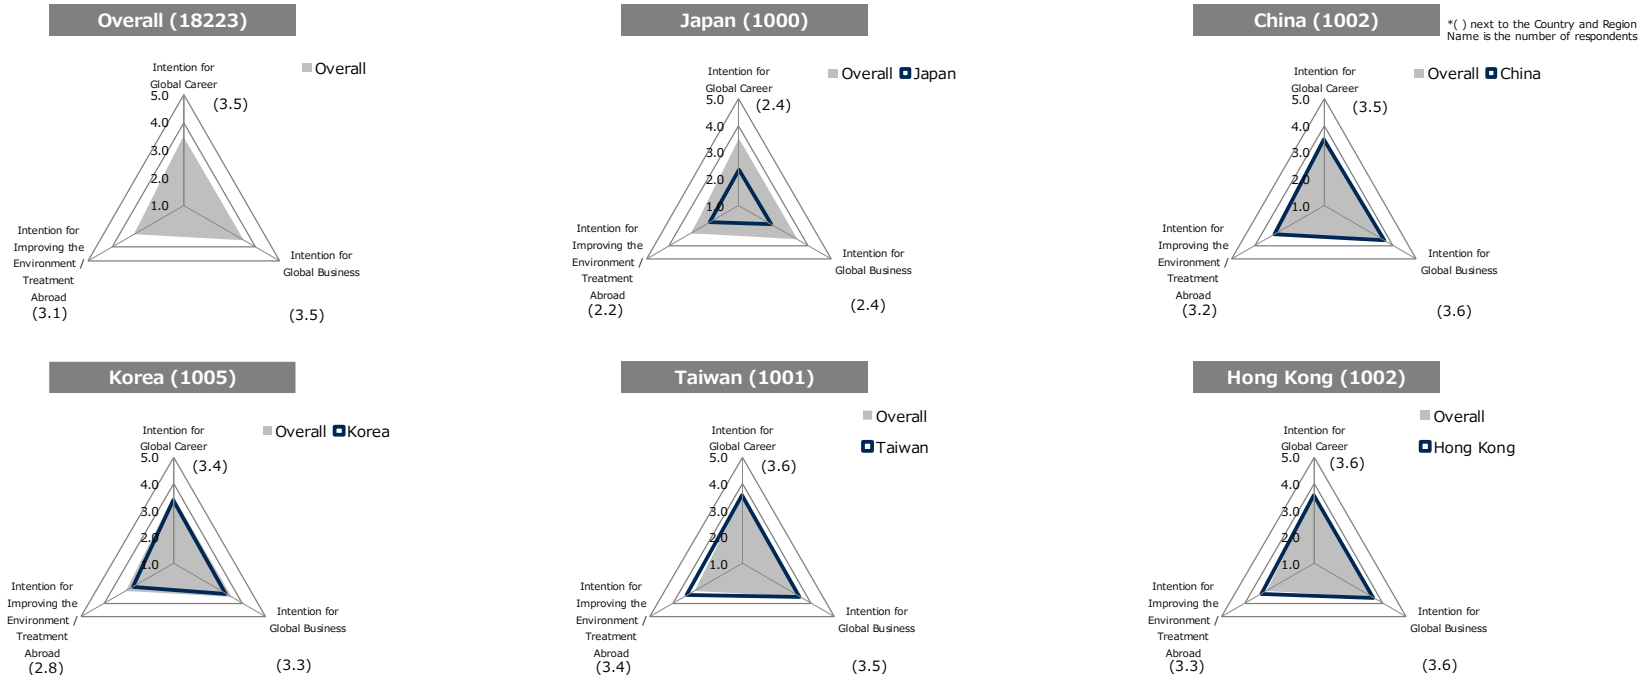 Overall (18223)
Overall
Intention for
Global Career
(3.5)
5.0
4.0
3.0
2.0
1.0
Intention for
Improving the
Environment /
Treatment
Abroad
(3.1)
Intention for
Global Business
(3.5)
Japan (1000)
Overall Japan
Intention for
Global Career
(2.4)
5.0
4.0
3.0
2.0
1.0
Intention for
Improving the
Environment /
Treatment
Abroad
(2.2)
Intention for
Global Business
(2.4)
China (1002)
*( ) next to the Country and Region
Name is the number of respondents
Overall China
Intention for
Global Career
(3.5)
5.0
4.0
3.0
2.0
1.0
Intention for
Improving the
Environment /
Treatment
Abroad
(3.2)
Intention for
Global Business
(3.6)
Korea (1005)
Overall Korea
Intention for
Global Career
(3.4)
5.0
4.0
3.0
2.0
1.0
Intention for
Improving the
Environment /
Treatment
Abroad
(2.8)
Intention for
Global Business
(3.3)
Taiwan (1001)
Overall
Taiwan
Intention for
Global Career
(3.6)
5.0
4.0
3.0
2.0
1.0
Intention for
Improving the
Environment /
Treatment
Abroad
(3.4)
Intention for
Global Business
(3.5)
Hong Kong (1002)
Overall
Hong Kong
Intention for
Global Career
(3.6)
5.0
4.0
3.0
2.0
1.0
Intention for
Improving the
Environment /
Treatment
Abroad
(3.3)
Intention for
Global Business
(3.6)